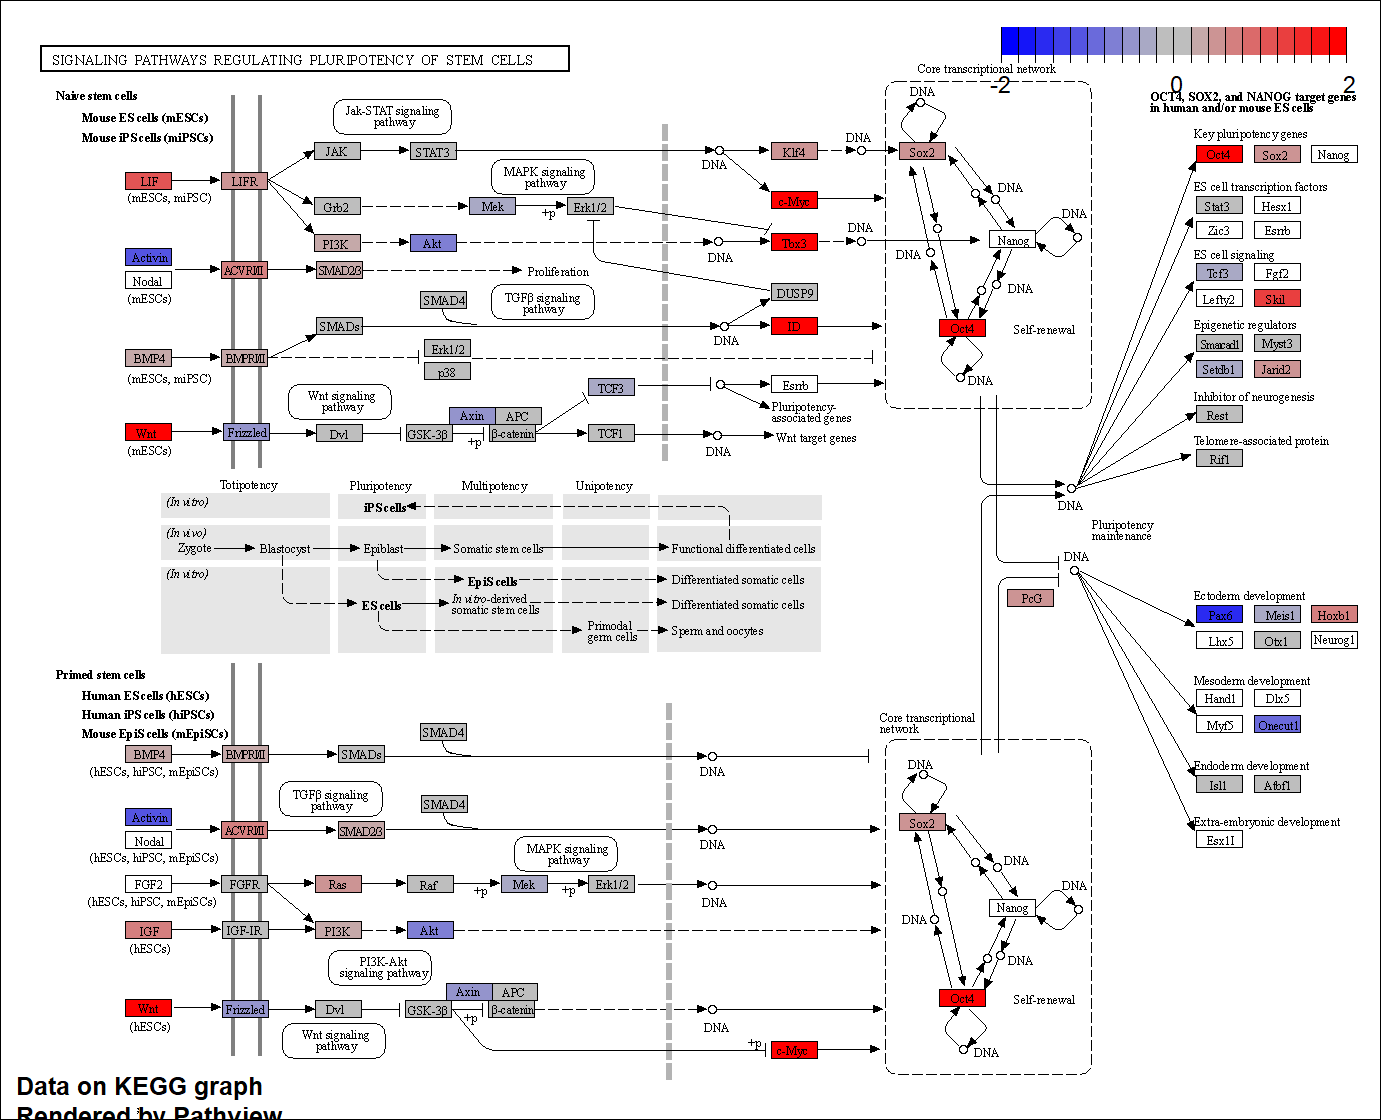 SIGNALING PATHWAYS REGULATING PLURIPOTENCY OF STEM CELLS
-2 0 2
Naive stem cells
Mouse ES cells (mESCs)
Mouse iPS cells (miPSCs)
Jak-STAT signaling
pathway
JAK
STAT3
DNA
Klf4
DNA
LIF
(mESCs, miPSC)
LIFR
MAPK signaling
pathway
Grb2
Mek
+p
Erk1/2
c-Myc
PI3K
Akt
DNA
Tbx3
DNA
Activin
Nodal
(mESCs)
ACVRI/II
SMAD2/3
Proliferation
TGFβ signaling
pathway
SMAD4
DUSP9
SMADs
DNA
ID
BMP4
(mESCs, miPSC)
BMPRI/II
Erk1/2
p38
Wnt signaling
pathway
TCF3
Esrrb
Pluripotency-
associated genes
Wnt
(mESCs)
Frizzled
Dvl
GSK-3β
+p
Axin
APC
β-catenin
TCF1
DNA
Wnt target genes
Core transcriptional network
DNA
Sox2
DNA
Nanog
DNA
DNA
DNA
Oct4
DNA
Self-renewal
OCT4, SOX2, and NANOG target genes
in human and/or mouse ES cells
Key pluripotency genes
Oct4 Sox2 Nanog
ES cell transcription factors
Stat3 Hesx1
Zic3 Esrrb
ES cell signaling
Tcf3 Fgf2
Lefty2 Skil
Epigenetic regulators
Smarcad1 Myst3
Setdb1 Jarid2
Inhibitor of neurogenesis
Rest
Telomere-associated protein
Rif1
DNA
Pluripotency
maintenance
DNA
PcG
Ectoderm development
Pax6 Meis1 Hoxb1
Lhx5 Otx1 Neurog1
Mesoderm development
Hand1 Dlx5
Myf5 Onecut1
Endoderm development
Isl1 Atbf1
Extra-embryonic development
Esx1l
Totipotency Pluripotency Multipotency Unipotency
(In vitro)
iPS cells
(In vivo)
Zygote Blastocyst Epiblast Somatic stem cells Functional differentiated cells
(In vitro)
EpiS cells Differentiated somatic cells
ES cells
In vitro-derived
somatic stem cells
Differentiated somatic cells
Primodal
germ cells
Sperm and oocytes
Primed stem cells
Human ES cells (hESCs)
Human iPS cells (hiPSCs)
Mouse EpiS cells (mEpiSCs)
BMP4
(hESCs, hiPSC, mEpiSCs)
BMPRI/II
SMADs
SMAD4
DNA
TGFβ signaling
pathway
Activin
Nodal
(hESCs, hiPSC, mEpiSCs)
ACVRI/II
SMAD2/3
SMAD4
DNA
MAPK signaling
pathway
FGF2
(hESCs, hiPSC, mEpiSCs)
FGFR
Ras
Raf
+p
Mek
+p
Erk1/2
DNA
IGF
(hESCs)
IGF-IR
PI3K
Akt
PI3K-Akt
signaling pathway
Wnt
(hESCs)
Frizzled
Dvl
GSK-3β
+p
Axin
APC
β-catenin
DNA
Wnt signaling
pathway
+p
c-Myc
Core transcriptional
network
DNA
Sox2
DNA
DNA
Nanog
DNA
DNA
Oct4
DNA
Self-renewal
Data on KEGG graph
Rendered by Pathview